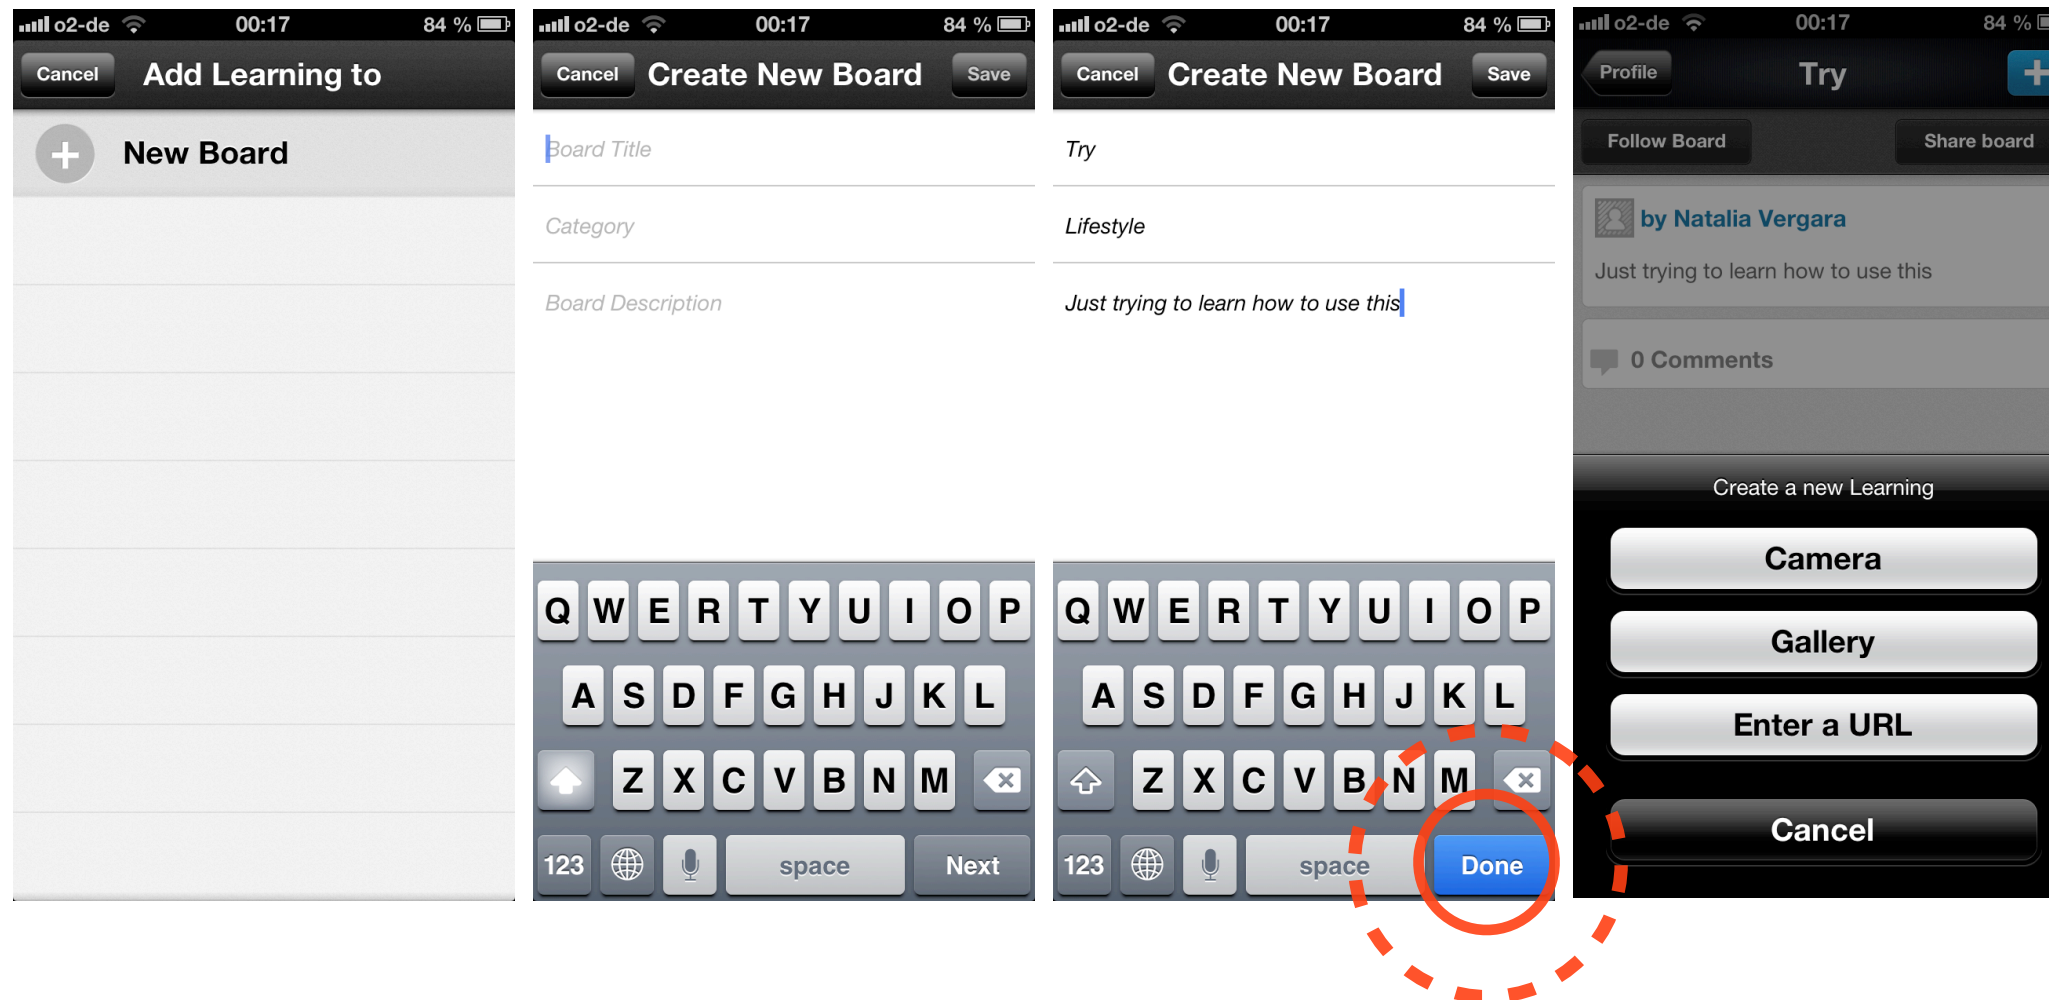 o2-de 00:17 84 %
Cancel Add Learning to
New Board
o2-de 00:17 84 %
Cancel Create New Board Save
Board Title
Category
Board Description
Q W E R T Y U I O P
A S D F G H J K L
Z X C V B N M
123 space Next
o2-de 00:17 84 %
Cancel Create New Board Save
Try
Lifestyle
Just trying to learn how to use this
Q W E R T Y U I O P
A S D F G H J K L
Z X C V B N M
123 space Done
o2-de 00:17 84 %
Profile Try
Follow Board Share board
by Natalia Vergara
Just trying to learn how to use this
0 Comments
Create a new Learning
Camera
Gallery
Enter a URL
Cancel